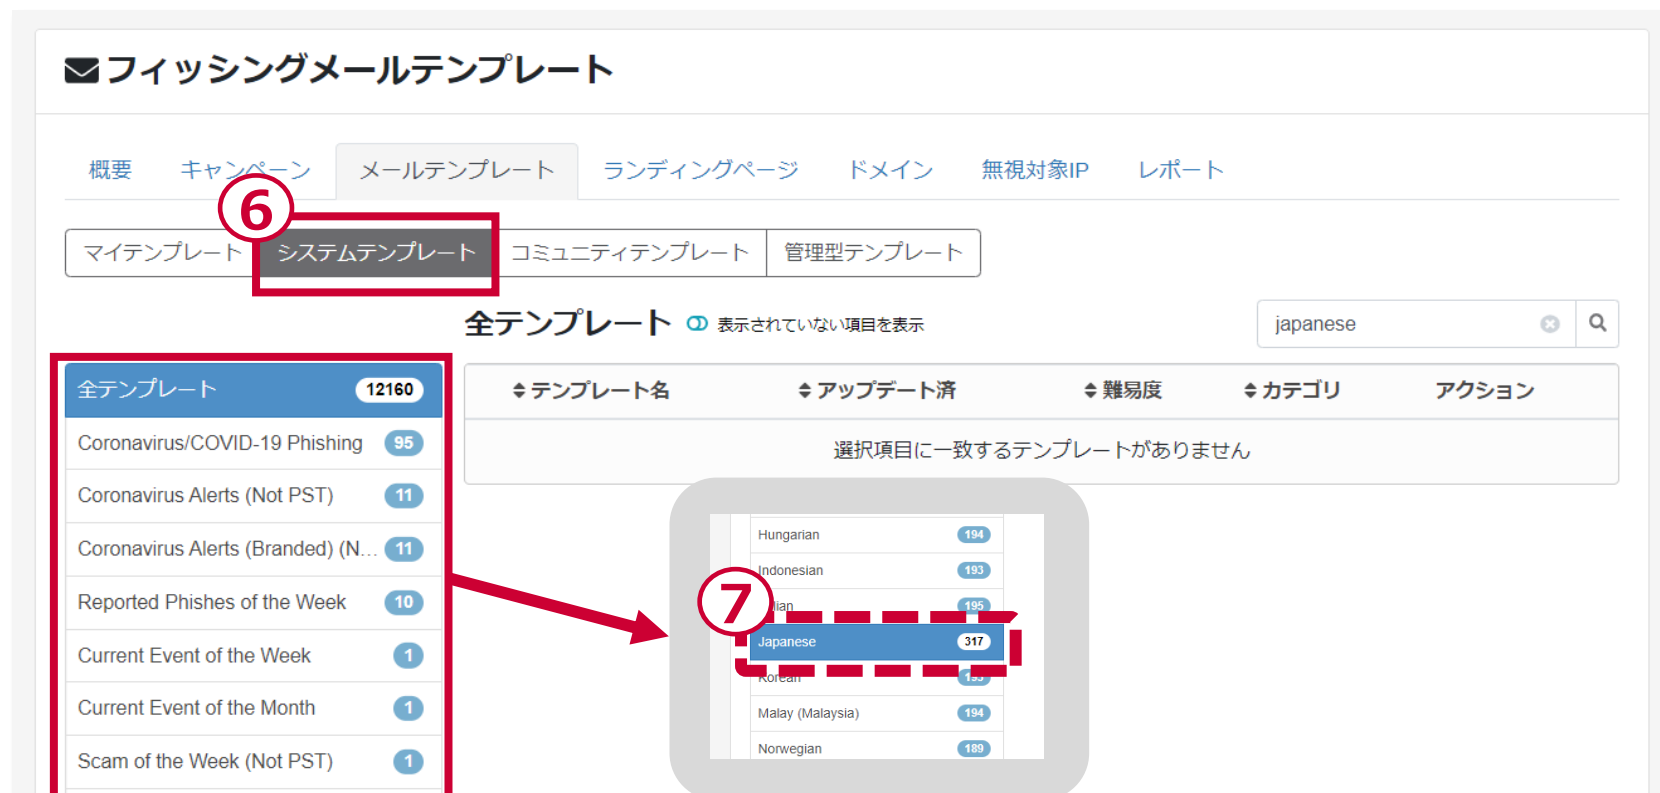 フィッシングメールテンプレート
概要 キャンペーン メールテンプレート ランディングページ ドメイン 無視対象IP レポート
⑥
マイテンプレート システムテンプレート コミュニティテンプレート 管理型テンプレート
全テンプレート 表示されていない項目を表示 japanese
全テンプレート 12160
テンプレート名 アップデート済 難易度 カテゴリ アクション
Coronavirus/COVID-19 Phishing 95
選択項目に一致するテンプレートがありません
Coronavirus Alerts (Not PST) 11
Coronavirus Alerts (Branded) (N... 11
Reported Phishes of the Week 10
Current Event of the Week 1
Current Event of the Month 1
Scam of the Week (Not PST) 1
Hungarian 194
Indonesian 193
⑦
195
Japanese 317
Korean
Malay (Malaysia) 194
Norwegian 189